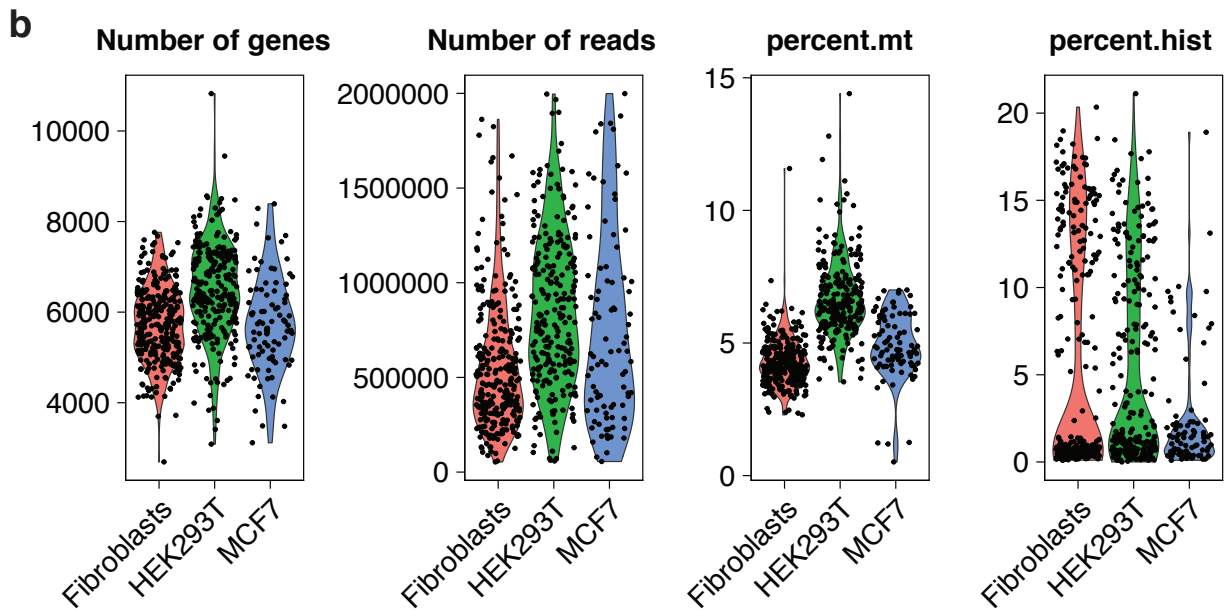 b
Number of genes
Number of reads
percent.mt
percent.hist
10000
8000
6000
4000
2000000
1500000
1000000
500000
0
15
10
5
0
20
15
10
5
0
Fibroblasts
HEK293T
MCF7
Fibroblasts
HEK293T
MCF7
Fibroblasts
HEK293T
MCF7
Fibroblasts
HEK293T
MCF7